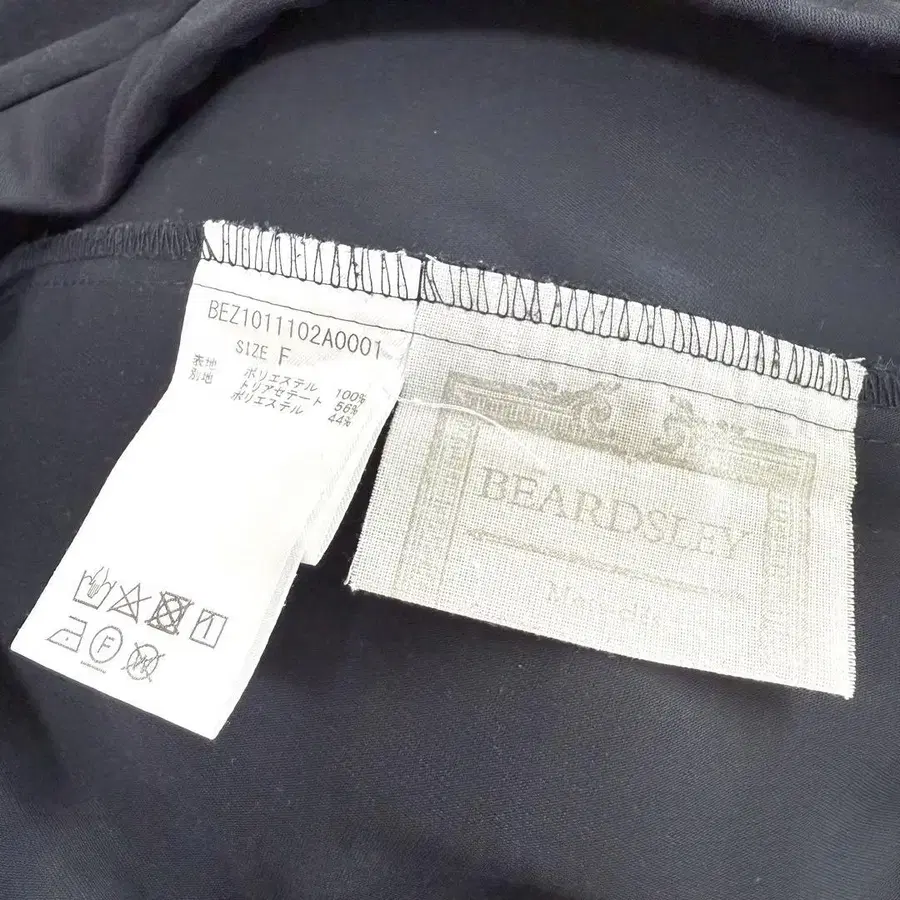 BEZ1011102A0001
SIZE F
表地 ポリエステル 100%
別地 トリアセテート 56%
ポリエステル 44%
F
BEARDSLEY